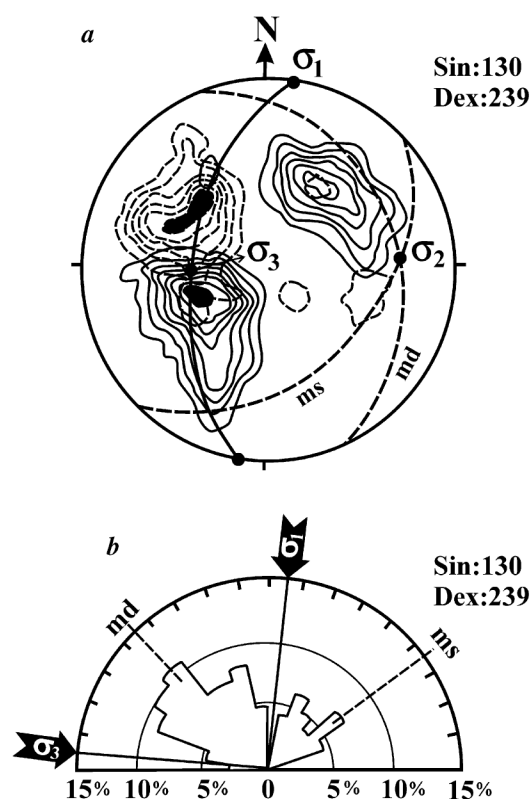 a
N
σ1
Sin:130
Dex:239
σ3
σ2
ms
md
b
σ1
Sin:130
Dex:239
md
ms
σ3
15% 10% 5% 0 5% 10% 15%